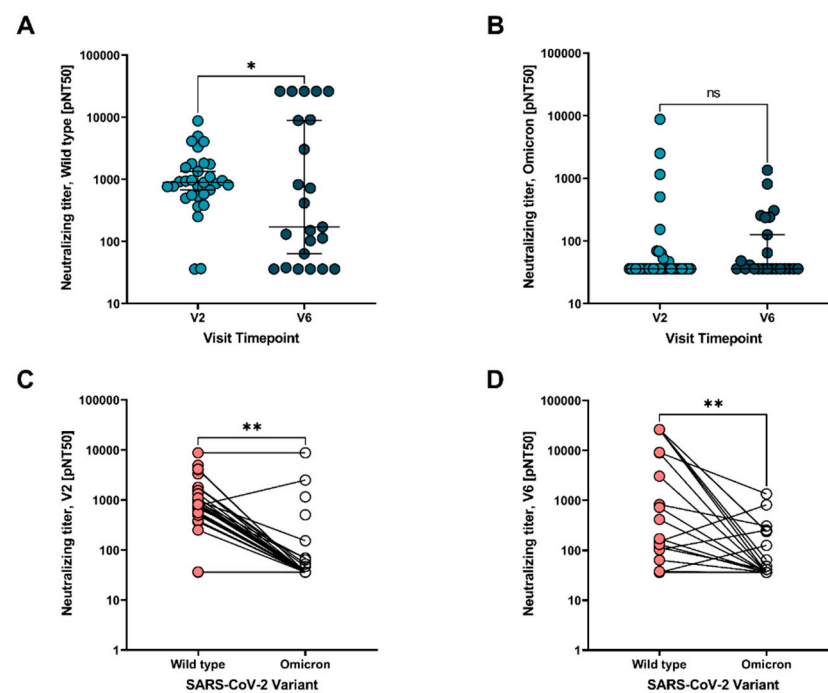 A
Neutralizing titer, Wild type [pNT50]
100000
10000
1000
100
10
*
V2
V6
Visit Timepoint
B
Neutralizing titer, Omicron [pNT50]
100000
10000
1000
100
10
ns
V2
V6
Visit Timepoint
C
Neutralizing titer, V2 [pNT50]
100000
10000
1000
100
10
1
**
Wild type
Omicron
SARS-CoV-2 Variant
D
Neutralizing titer, V6 [pNT50]
100000
10000
1000
100
10
1
**
Wild type
Omicron
SARS-CoV-2 Variant